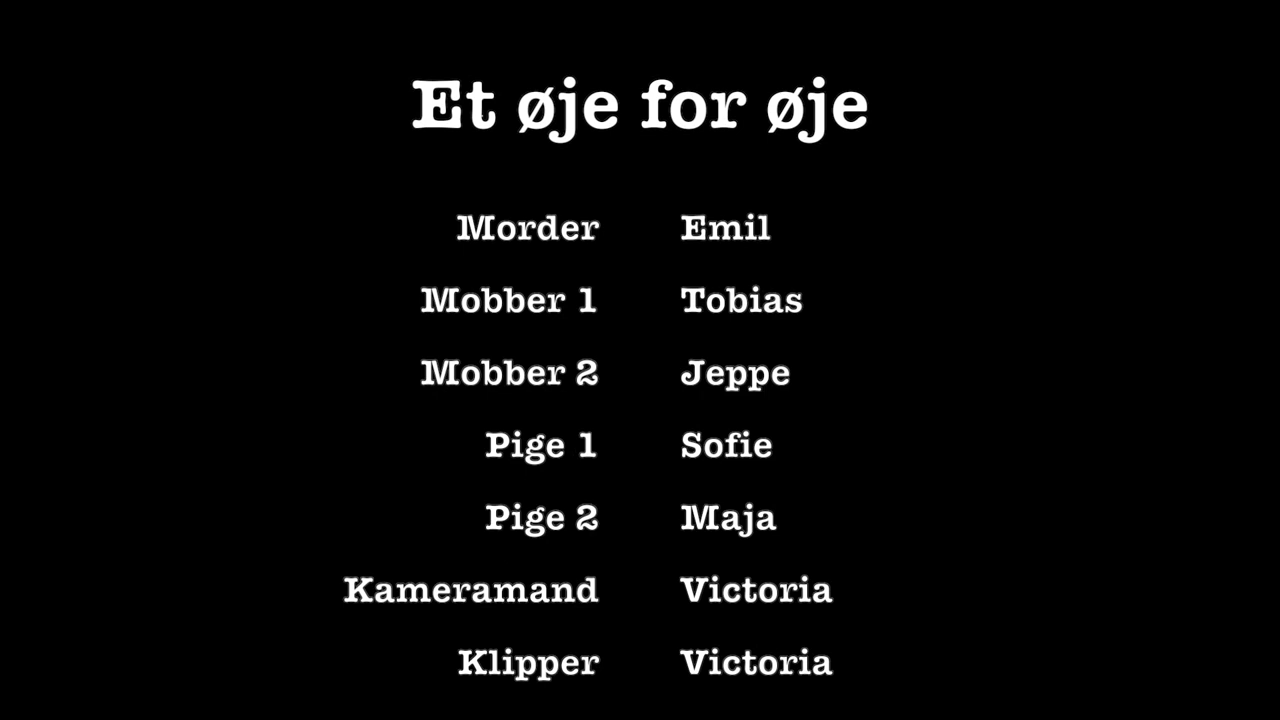 Et øje for øje
Morder Emil
Mobber 1 Tobias
Mobber 2 Jeppe
Pige 1 Sofie
Pige 2 Maja
Kameramand Victoria
Klipper Victoria